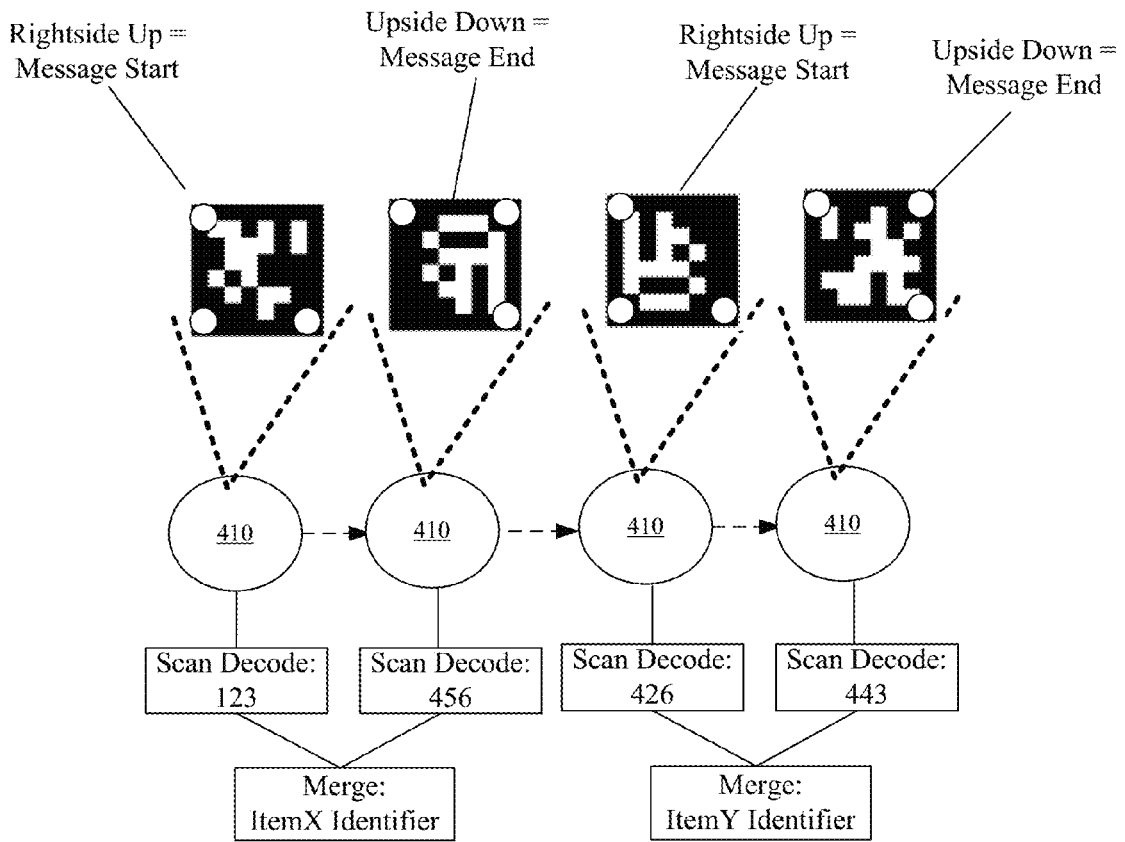 Rightside Up =
Message Start
Upside Down =
Message End
Rightside Up =
Message Start
Upside Down =
Message End
410
410
410
410
Scan Decode:
123
Scan Decode:
456
Scan Decode:
426
Scan Decode:
443
Merge:
ItemX Identifier
Merge:
ItemY Identifier